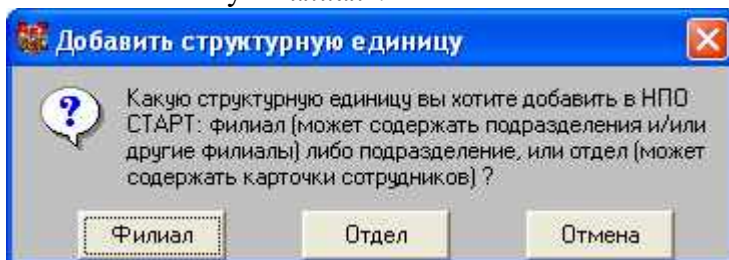 Добавить структурную единицу
Какую структурную единицу вы хотите добавить в НПО
СТАРТ: филиал (может содержать подразделения и/или
другие филиалы) либо подразделение, или отдел (может
содержать карточки сотрудников) ?
Филиал Отдел Отмена